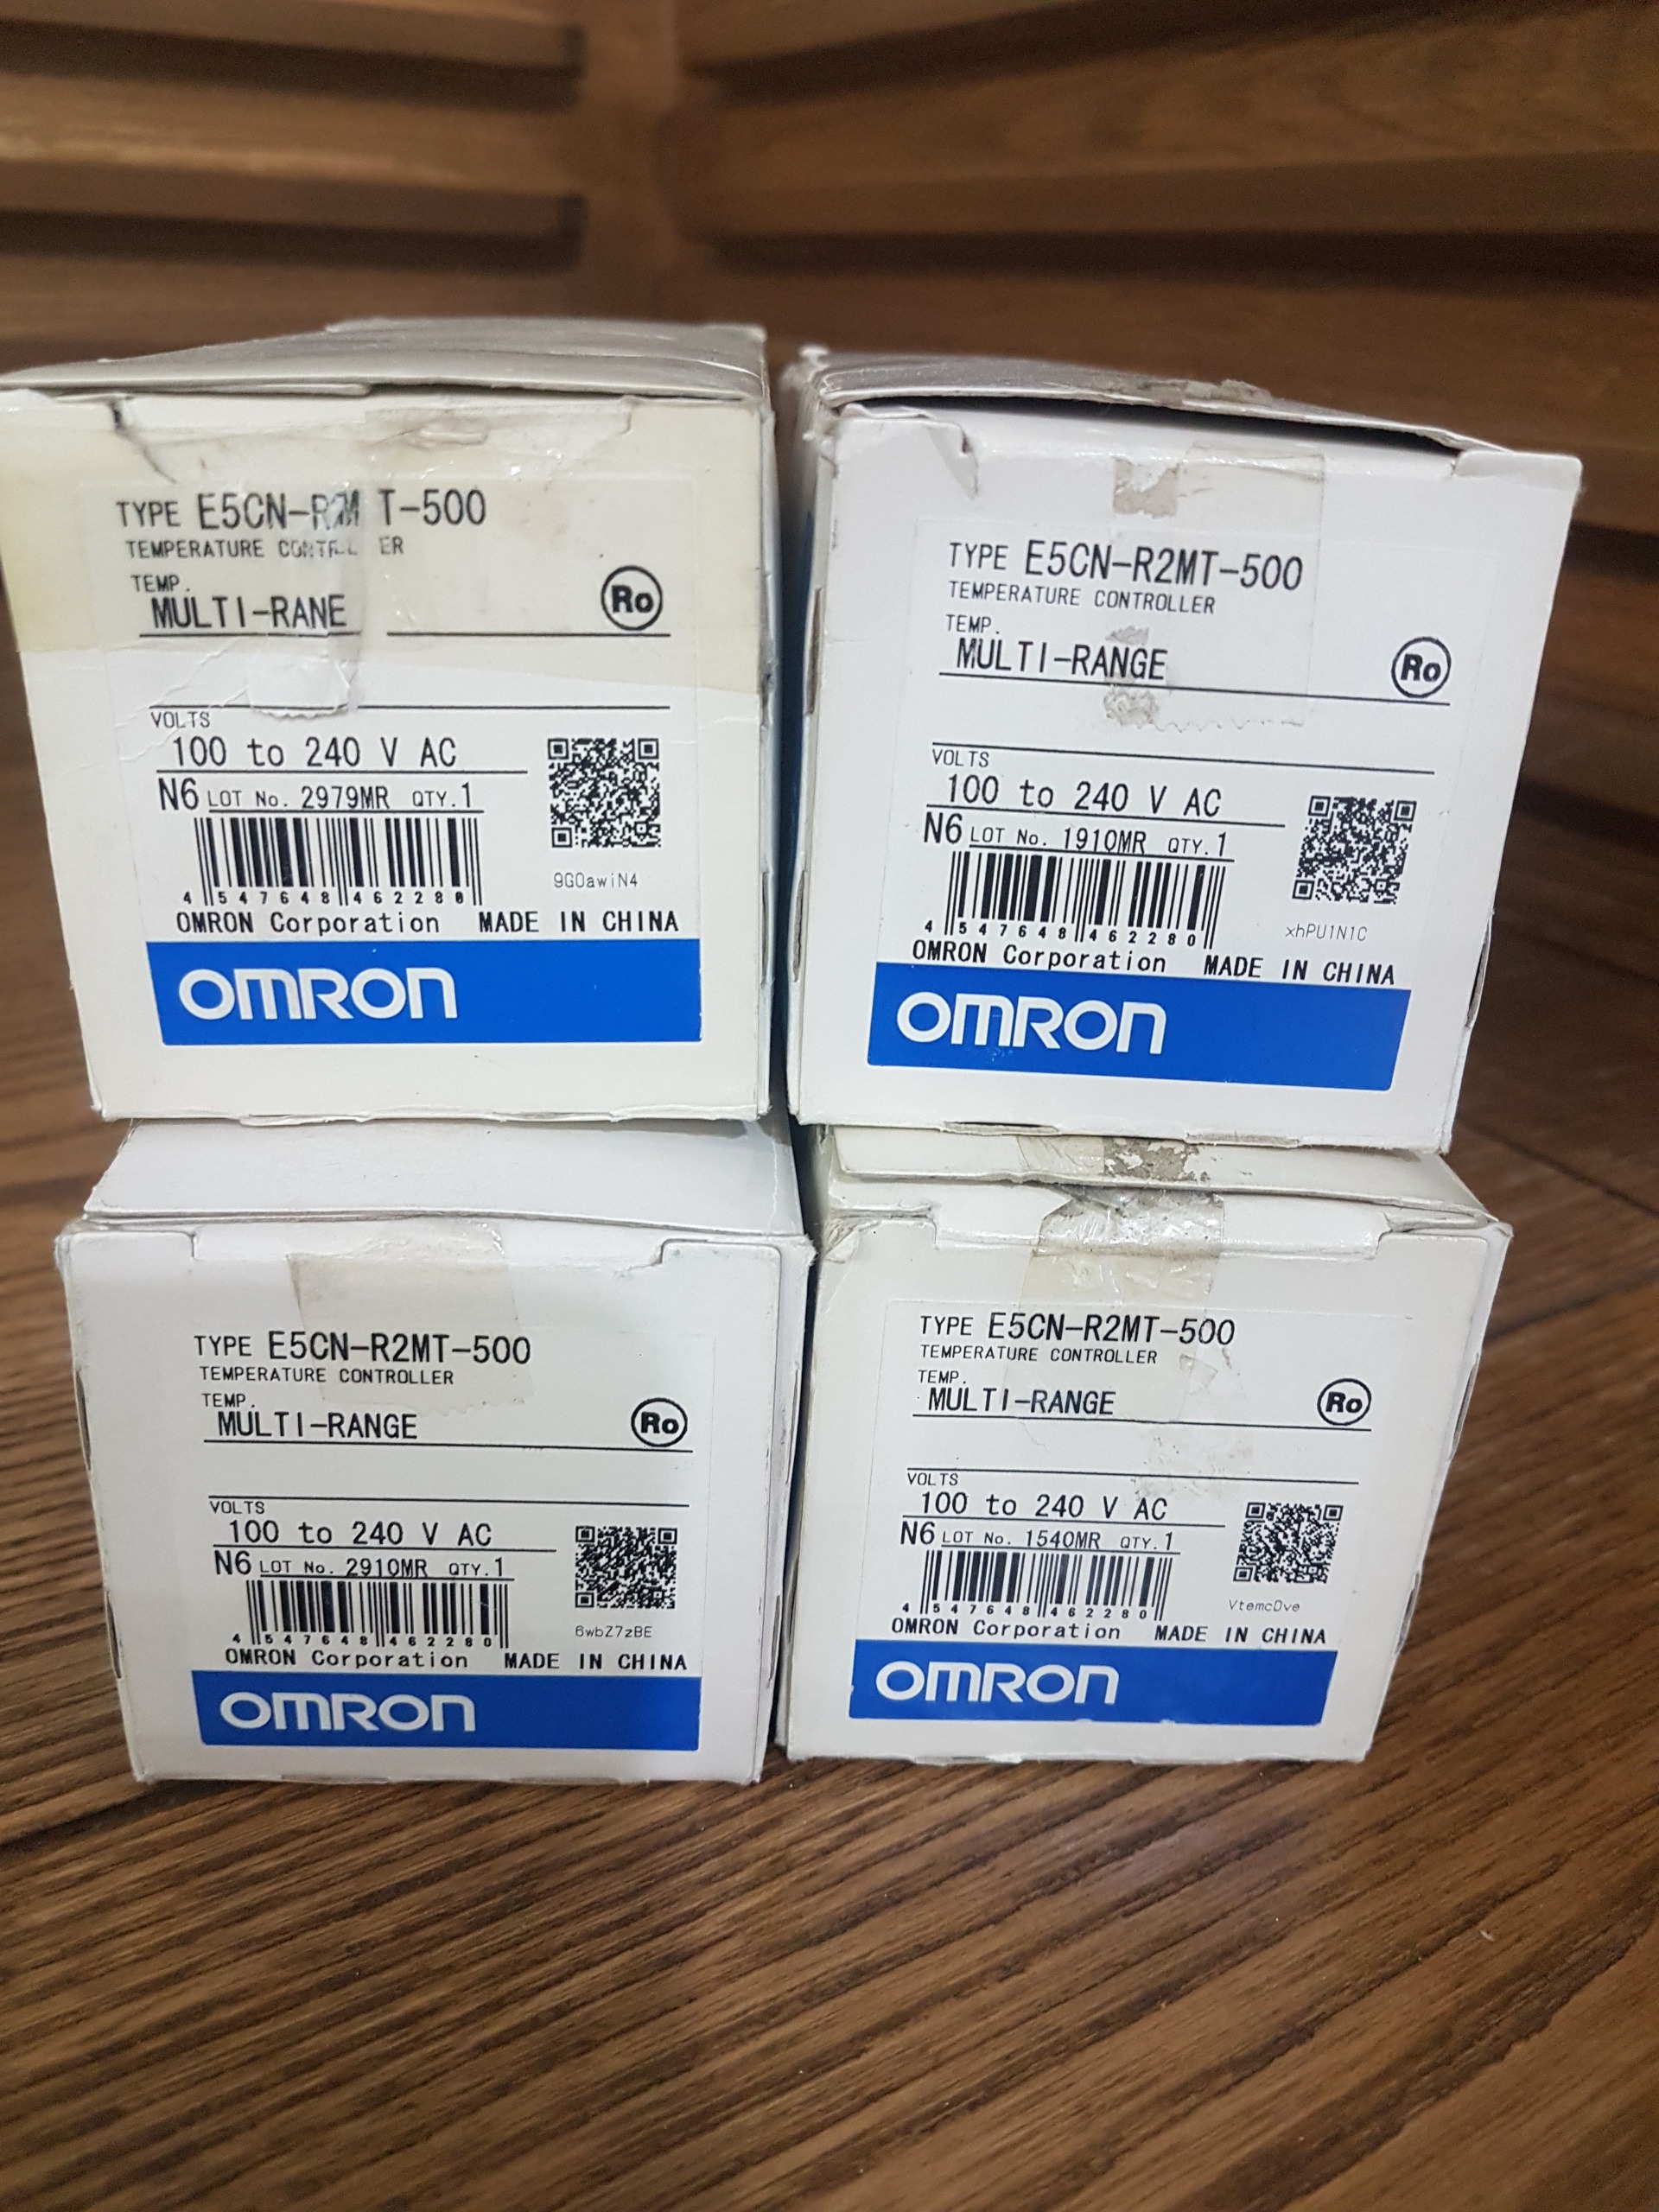 TYPE E5CN-R2M T-500
TEMPERATURE CONTR L ER
TEMP.
MULTI-RANE
Ro
VOLTS
100 to 240 V AC
N6 LOT No. 2979MR QTY.1
4 547648 462280
9G0awiN4
OMRON Corporation MADE IN CHINA
OMRON
TYPE E5CN-R2MT-500
TEMPERATURE CONTROLLER
TEMP.
MULTI-RANGE
Ro
VOLTS
100 to 240 V AC
N6 LOT No. 1910MR QTY.1
4 547648 462280
xhPU1N1C
OMRON Corporation MADE IN CHINA
OMRON
TYPE E5CN-R2MT-500
TEMPERATURE CONTROLLER
TEMP.
MULTI-RANGE
Ro
VOLTS
100 to 240 V AC
N6 LOT No. 2910MR QTY.1
4 547648 462280
6wbZ7zBE
OMRON Corporation MADE IN CHINA
OMRON
TYPE E5CN-R2MT-500
TEMPERATURE CONTROLLER
TEMP.
MULTI-RANGE
Ro
VOLTS
100 to 240 V AC
N6 LOT No. 1540MR QTY.1
4 547648 462280
VtemcDve
OMRON Corporation MADE IN CHINA
OMRON